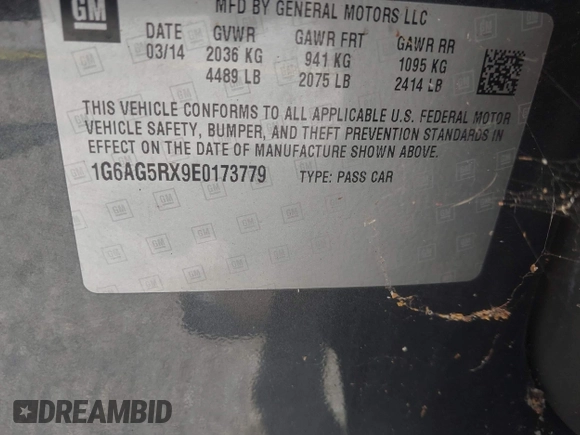 GM
MFD BY GENERAL MOTORS LLC
DATE GVWR GAWR FRT GAWR RR
03/14 2036 KG 941 KG 1095 KG
4489 LB 2075 LB 2414 LB
THIS VEHICLE CONFORMS TO ALL APPLICABLE U.S. FEDERAL MOTOR
VEHICLE SAFETY, BUMPER, AND THEFT PREVENTION STANDARDS IN
EFFECT ON THE DATE OF MANUFACTURE SHOWN ABOVE.
1G6AG5RX9E0173779 TYPE: PASS CAR
DREAMBID